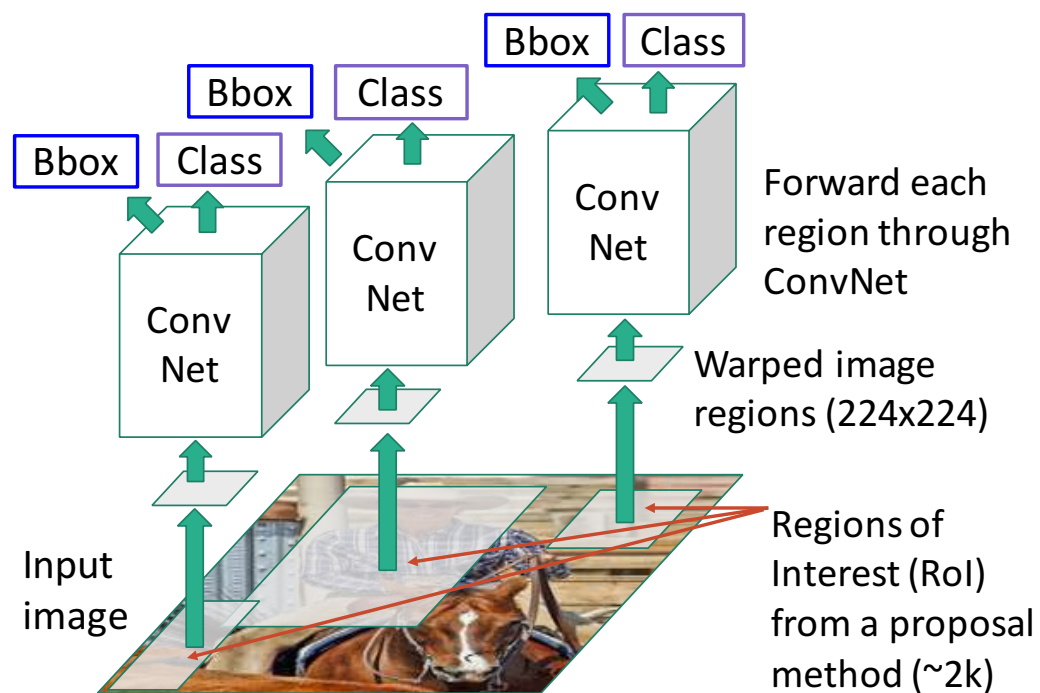 Bbox
Class
Bbox
Class
Bbox
Class
Conv
Net
Conv
Net
Conv
Net
Forward each
region through
ConvNet
Warped image
regions (224x224)
Input
image
Regions of
Interest (RoI)
from a proposal
method (~2k)